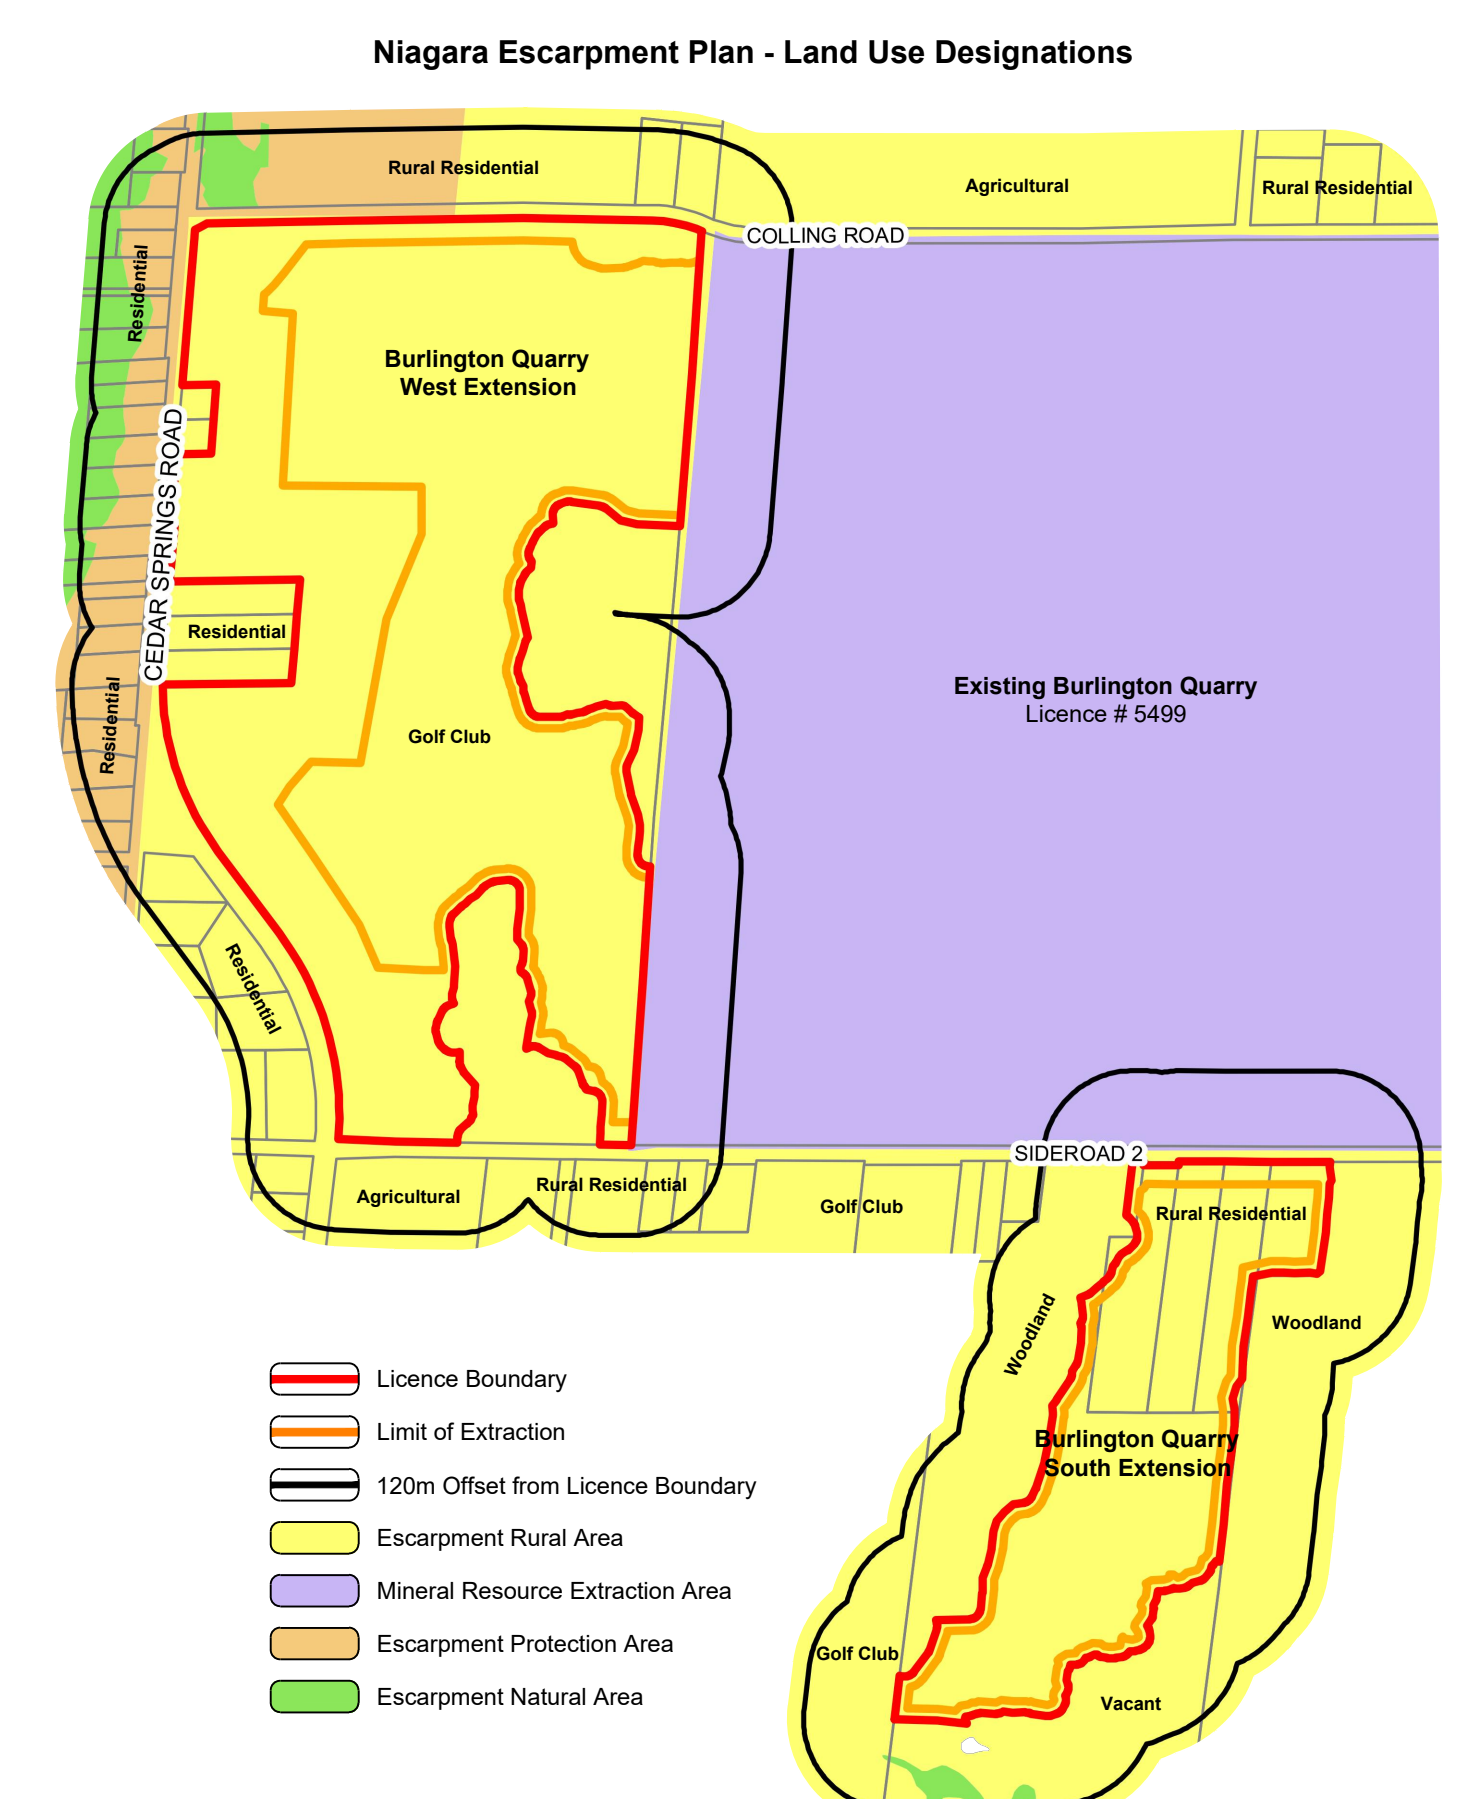 Niagara Escarpment Plan - Land Use Designations
Rural Residential
Agricultural
Rural Residential
COLLING ROAD
Residential
Burlington Quarry
West Extension
CEDAR SPRINGS ROAD
Residential
Residential
Golf Club
Existing Burlington Quarry
Licence # 5499
Residential
SIDEROAD 2
Agricultural
Rural Residential
Golf Club
Rural Residential
Woodland
Woodland
Burlington Quarry
South Extension
Golf Club
Vacant
Licence Boundary
Limit of Extraction
120m Offset from Licence Boundary
Escarpment Rural Area
Mineral Resource Extraction Area
Escarpment Protection Area
Escarpment Natural Area